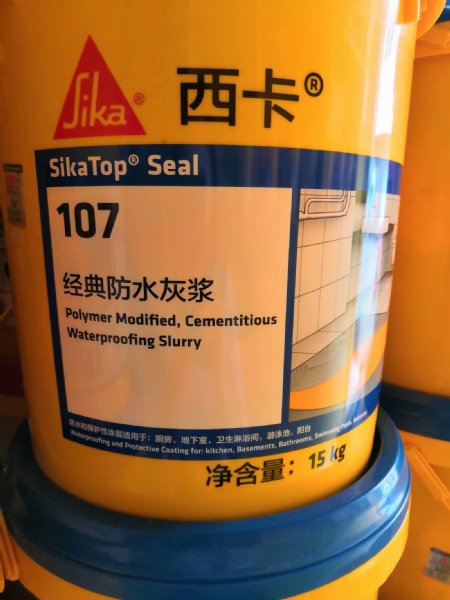 Sika®
西卡®
SikaTop® Seal
107
经典防水灰浆
Polymer Modified, Cementitious
Waterproofing Slurry
防水和保护性涂层适用于：厨房，地下室，卫生淋浴间，游泳池，阳台
Waterproofing and Protective Coating for: kitchen, Basements, Bathrooms, Swimming Pools, Balconies
净含量：15 kg